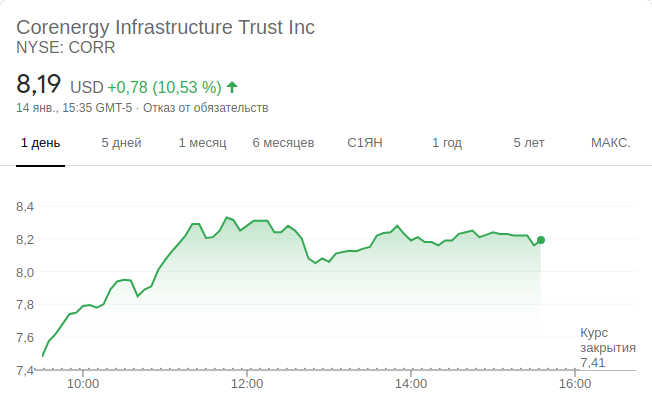 Corenergy Infrastructure Trust Inc
NYSE: CORR
8,19 USD +0,78 (10,53 %)
14 янв., 15:35 GMT-5 · Отказ от обязательств
1 день 5 дней 1 месяц 6 месяцев С1ЯН 1 год 5 лет МАКС.
8,4
8,2
8,0
7,8
7,6
7,4
Курс
закрытия
7,41
10:00 12:00 14:00 16:00